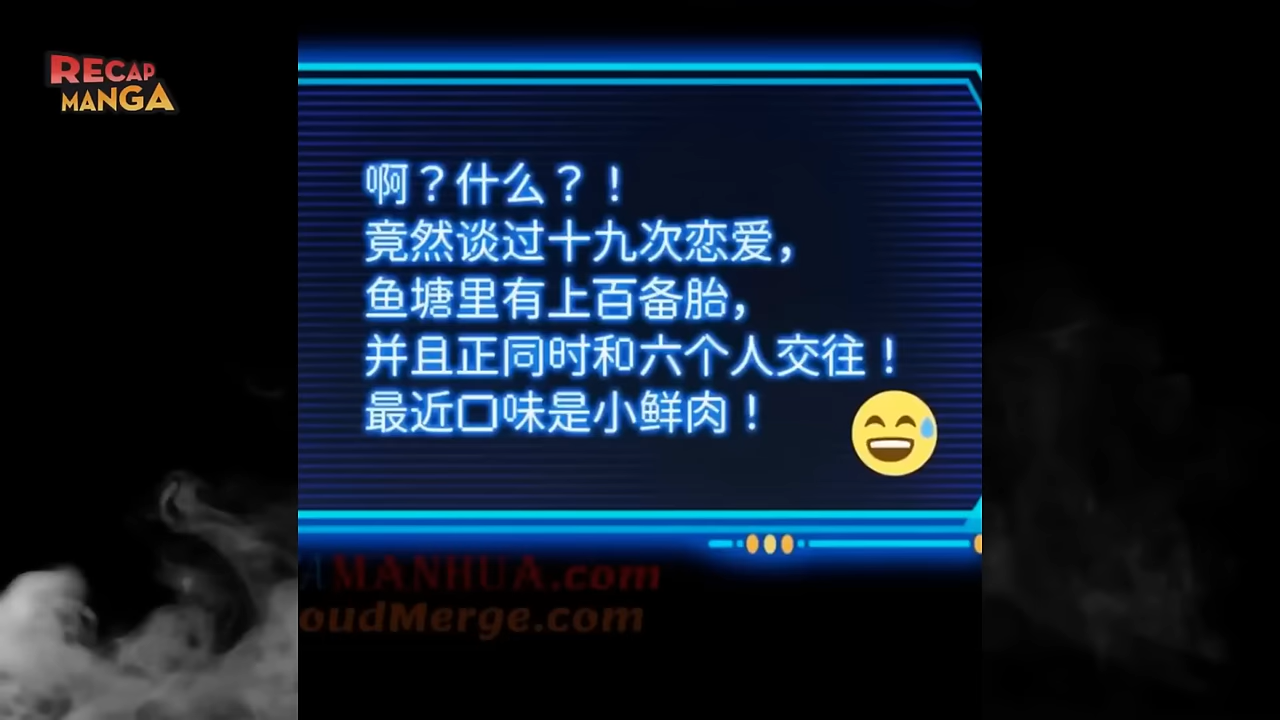 RECAP
MANGA
啊？什么？！
竟然谈过十九次恋爱，
鱼塘里有上百备胎，
并且正同时和六个人交往！
最近口味是小鲜肉！
MANHUA.com
oudMerge.com